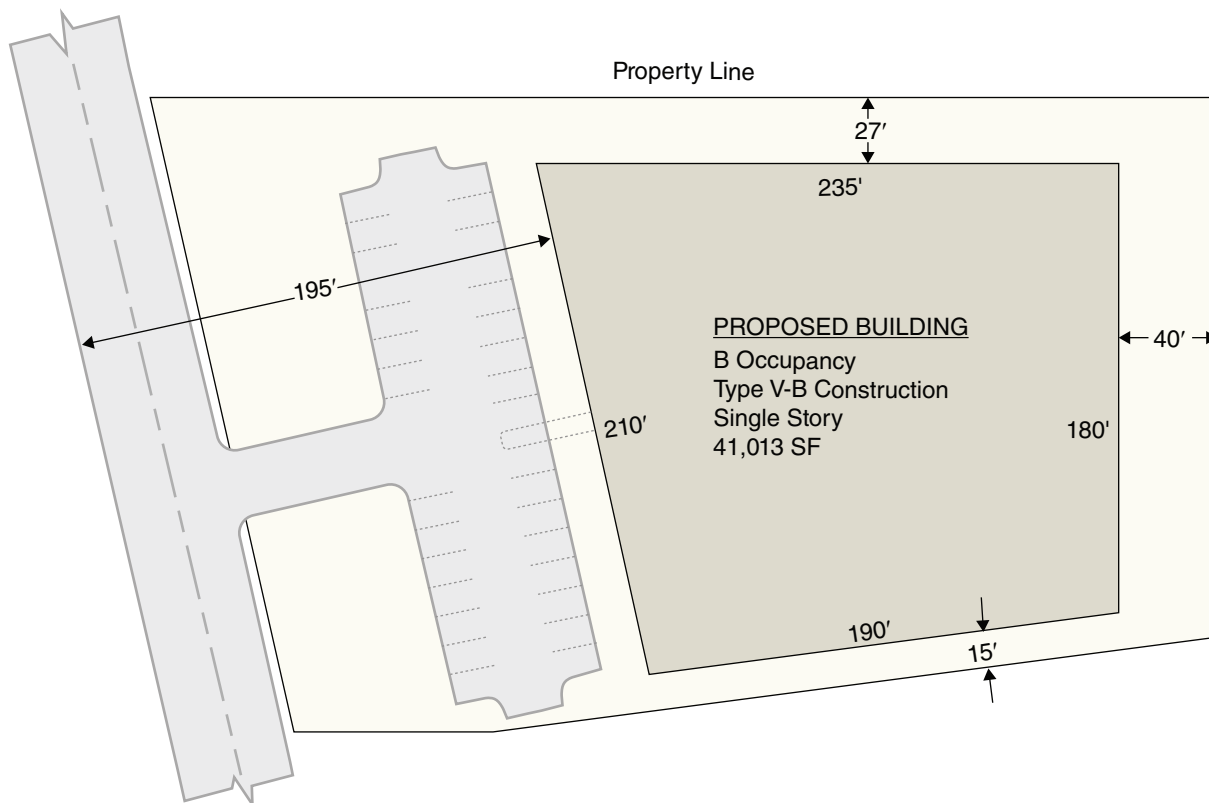 Property Line
27′
235'
195′
PROPOSED BUILDING
B Occupancy
Type V-B Construction
Single Story
41,013 SF
40′
210′
180'
190′
15′